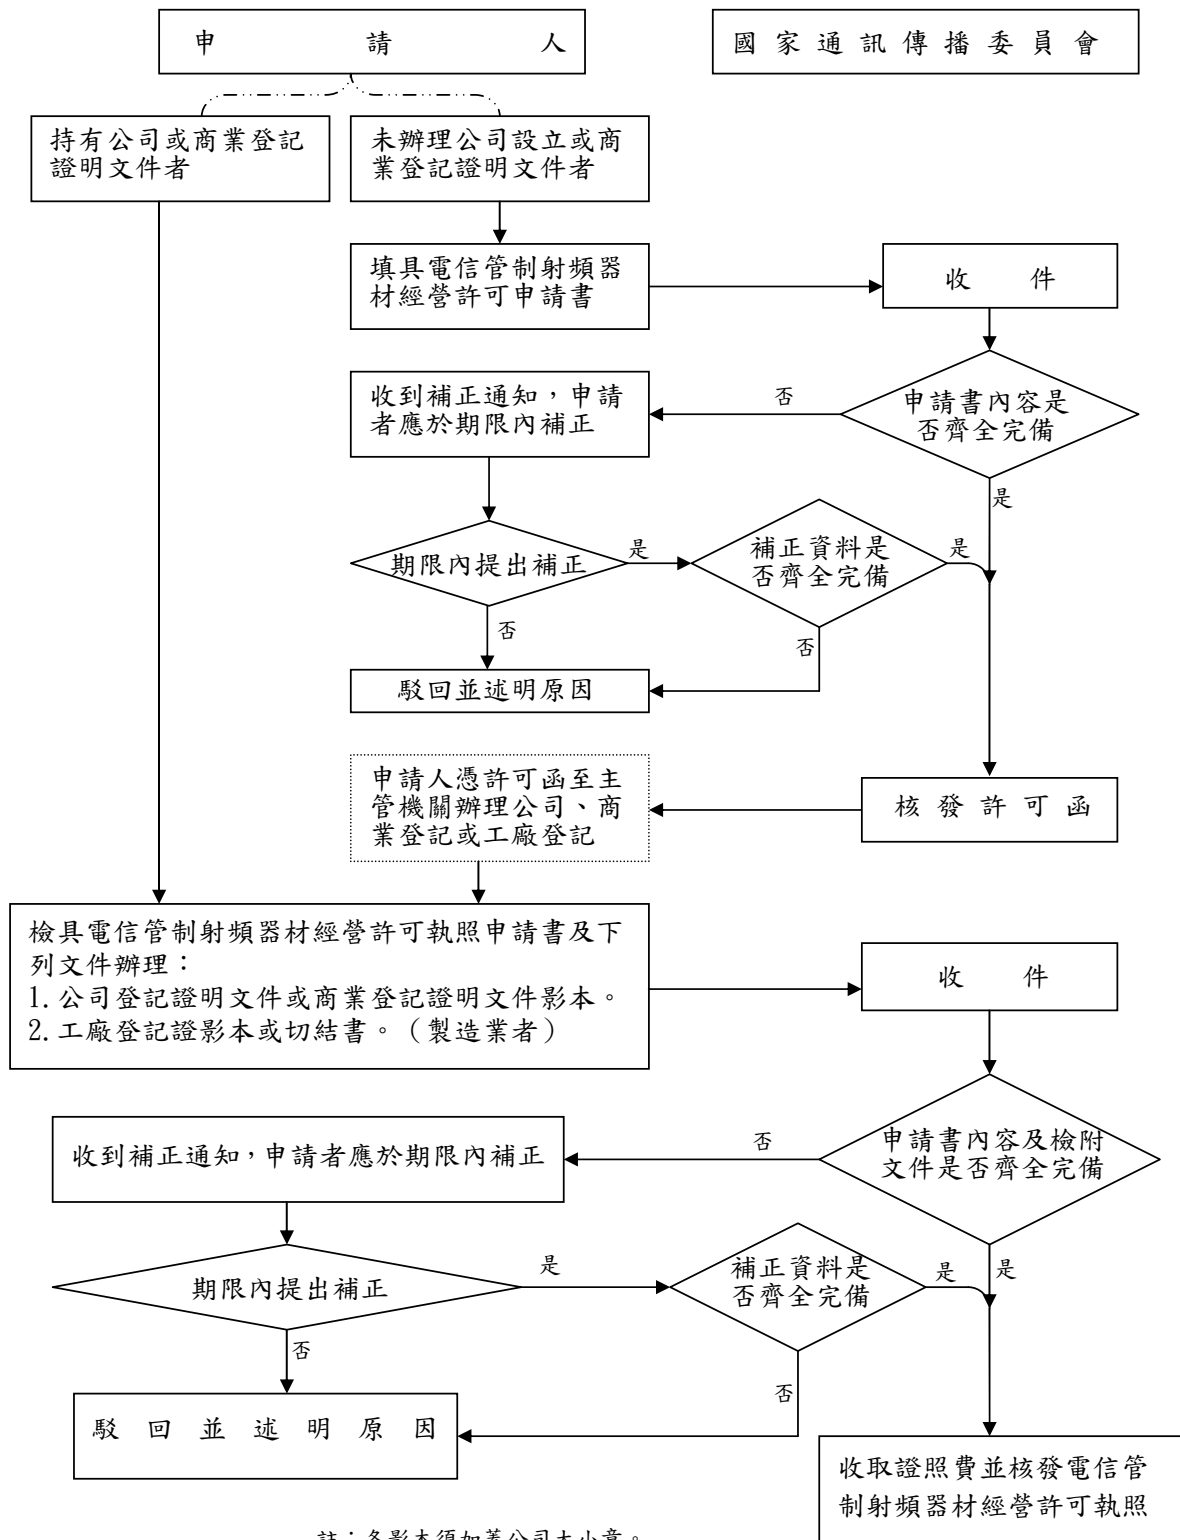 申請人
國家通訊傳播委員會
持有公司或商業登記
證明文件者
未辦理公司設立或商
業登記證明文件者
填具電信管制射頻器
材經營許可申請書
收件
收到補正通知，申請
者應於期限內補正
否
申請書內容是
否齊全完備
是
期限內提出補正
是
補正資料是
否齊全完備
是
否
否
駁回並述明原因
申請人憑許可函至主
管機關辦理公司、商
業登記或工廠登記
核發許可函
檢具電信管制射頻器材經營許可執照申請書及下
列文件辦理：
1.公司登記證明文件或商業登記證明文件影本。
2.工廠登記證影本或切結書。（製造業者）
收件
收到補正通知，申請者應於期限內補正
否
申請書內容及檢附
文件是否齊全完備
期限內提出補正
是
補正資料是
否齊全完備
是
是
否
否
駁回並述明原因
收取證照費並核發電信管
制射頻器材經營許可執照
註：各影本須加蓋公司大小章。